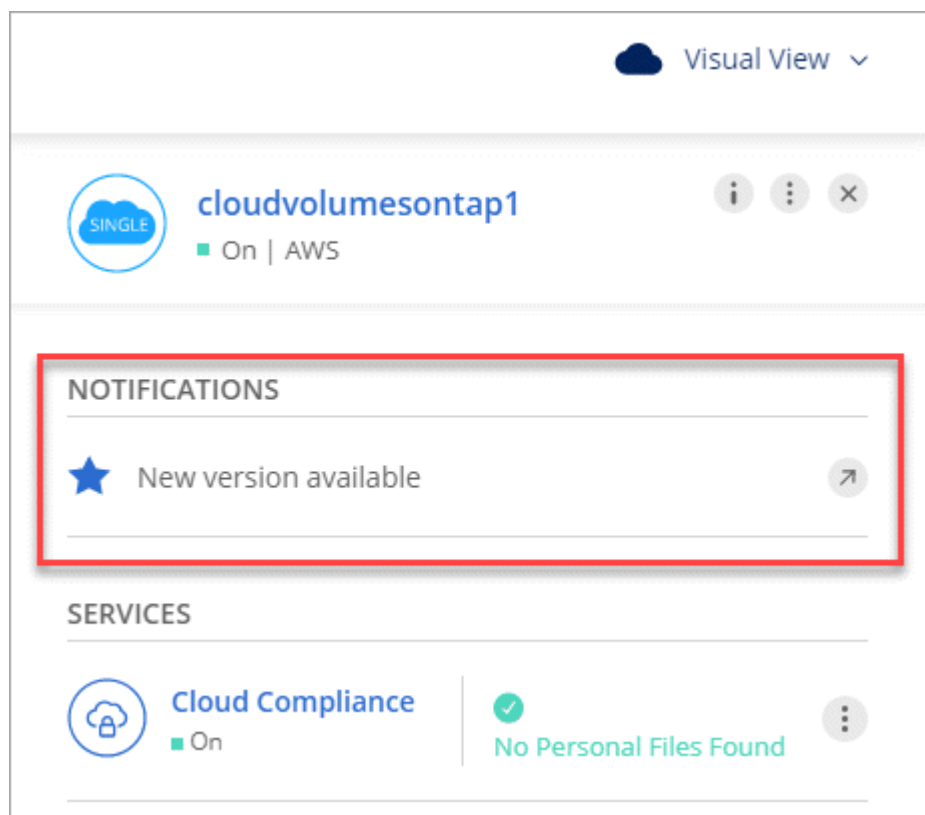 Visual View
SINGLE
cloudvolumesontap1
On | AWS
NOTIFICATIONS
New version available
SERVICES
Cloud Compliance
On
No Personal Files Found